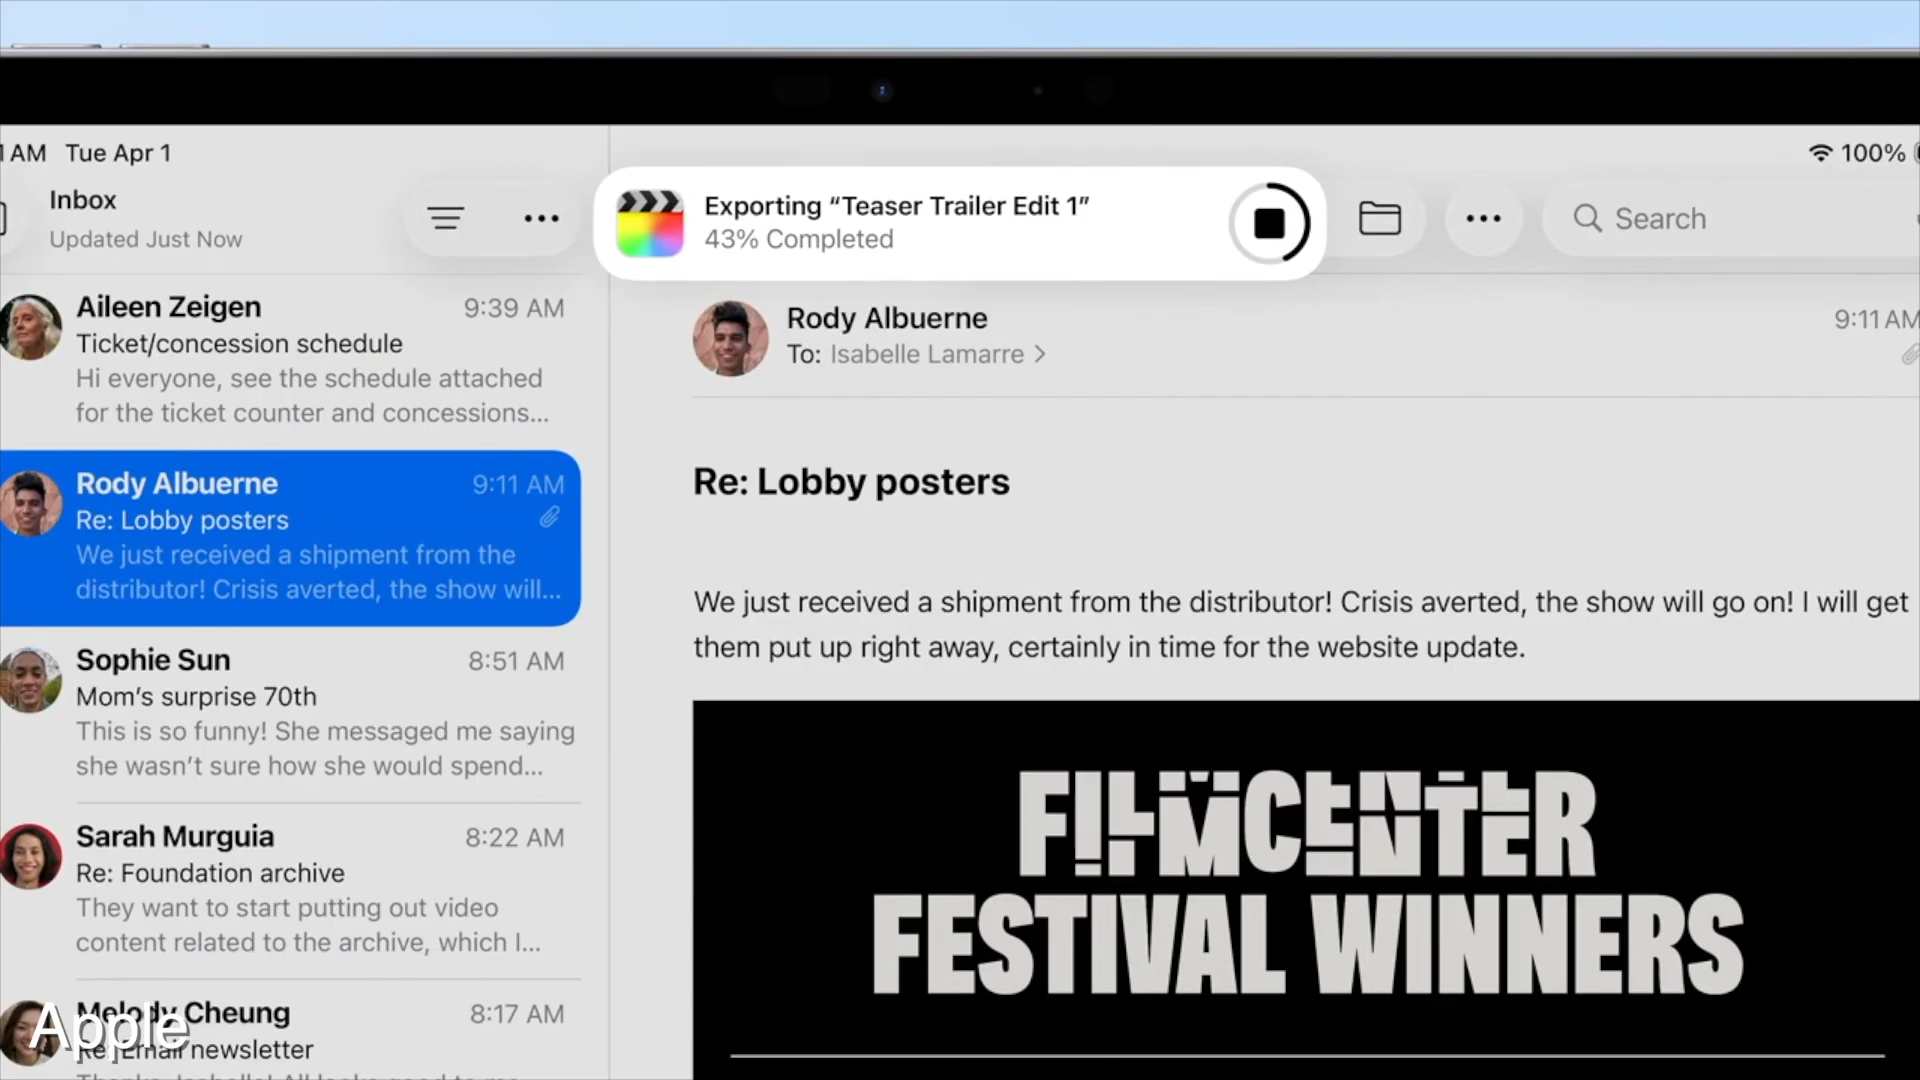 1 AM Tue Apr 1
100%
Inbox
Updated Just Now
Exporting “Teaser Trailer Edit 1”
43% Completed
Search
Aileen Zeigen 9:39 AM
Ticket/concession schedule
Hi everyone, see the schedule attached
for the ticket counter and concessions...
Rody Albuerne 9:11 AM
Re: Lobby posters
We just received a shipment from the
distributor! Crisis averted, the show will...
Sophie Sun 8:51 AM
Mom’s surprise 70th
This is so funny! She messaged me saying
she wasn’t sure how she would spend...
Sarah Murguia 8:22 AM
Re: Foundation archive
They want to start putting out video
content related to the archive, which I...
Melody Cheung 8:17 AM
Re: Email newsletter
Rody Albuerne 9:11 AM
To: Isabelle Lamarre
Re: Lobby posters
We just received a shipment from the distributor! Crisis averted, the show will go on! I will get
them put up right away, certainly in time for the website update.
FILMCENTER
FESTIVAL WINNERS
Apple